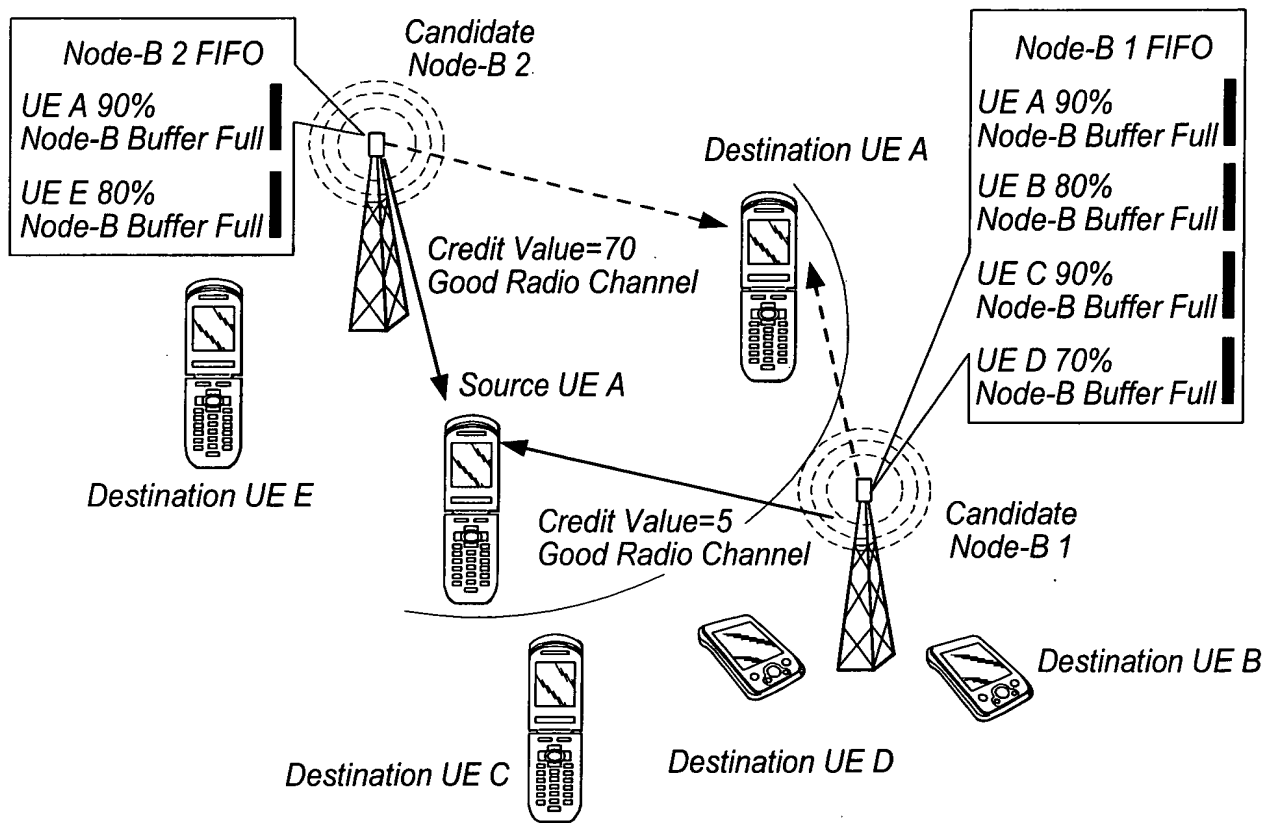 Node-B 2 FIFO
UE A 90%
Node-B Buffer Full
UE E 80%
Node-B Buffer Full
Candidate
Node-B 2
Node-B 1 FIFO
UE A 90%
Node-B Buffer Full
UE B 80%
Node-B Buffer Full
UE C 90%
Node-B Buffer Full
UE D 70%
Node-B Buffer Full
Destination UE A
Credit Value=70
Good Radio Channel
Source UE A
Destination UE E
Credit Value=5
Good Radio Channel
Candidate
Node-B 1
Destination UE B
Destination UE D
Destination UE C